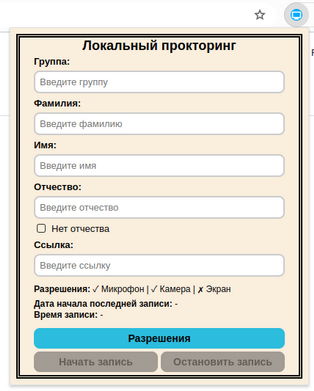 Локальный прокторинг
Группа:
Введите группу
Фамилия:
Введите фамилию
Имя:
Введите имя
Отчество:
Введите отчество
Нет отчества
Ссылка:
Введите ссылку
Разрешения: ✓ Микрофон | ✓ Камера | ✗ Экран
Дата начала последней записи: -
Время записи: -
Разрешения
Начать запись Остановить запись